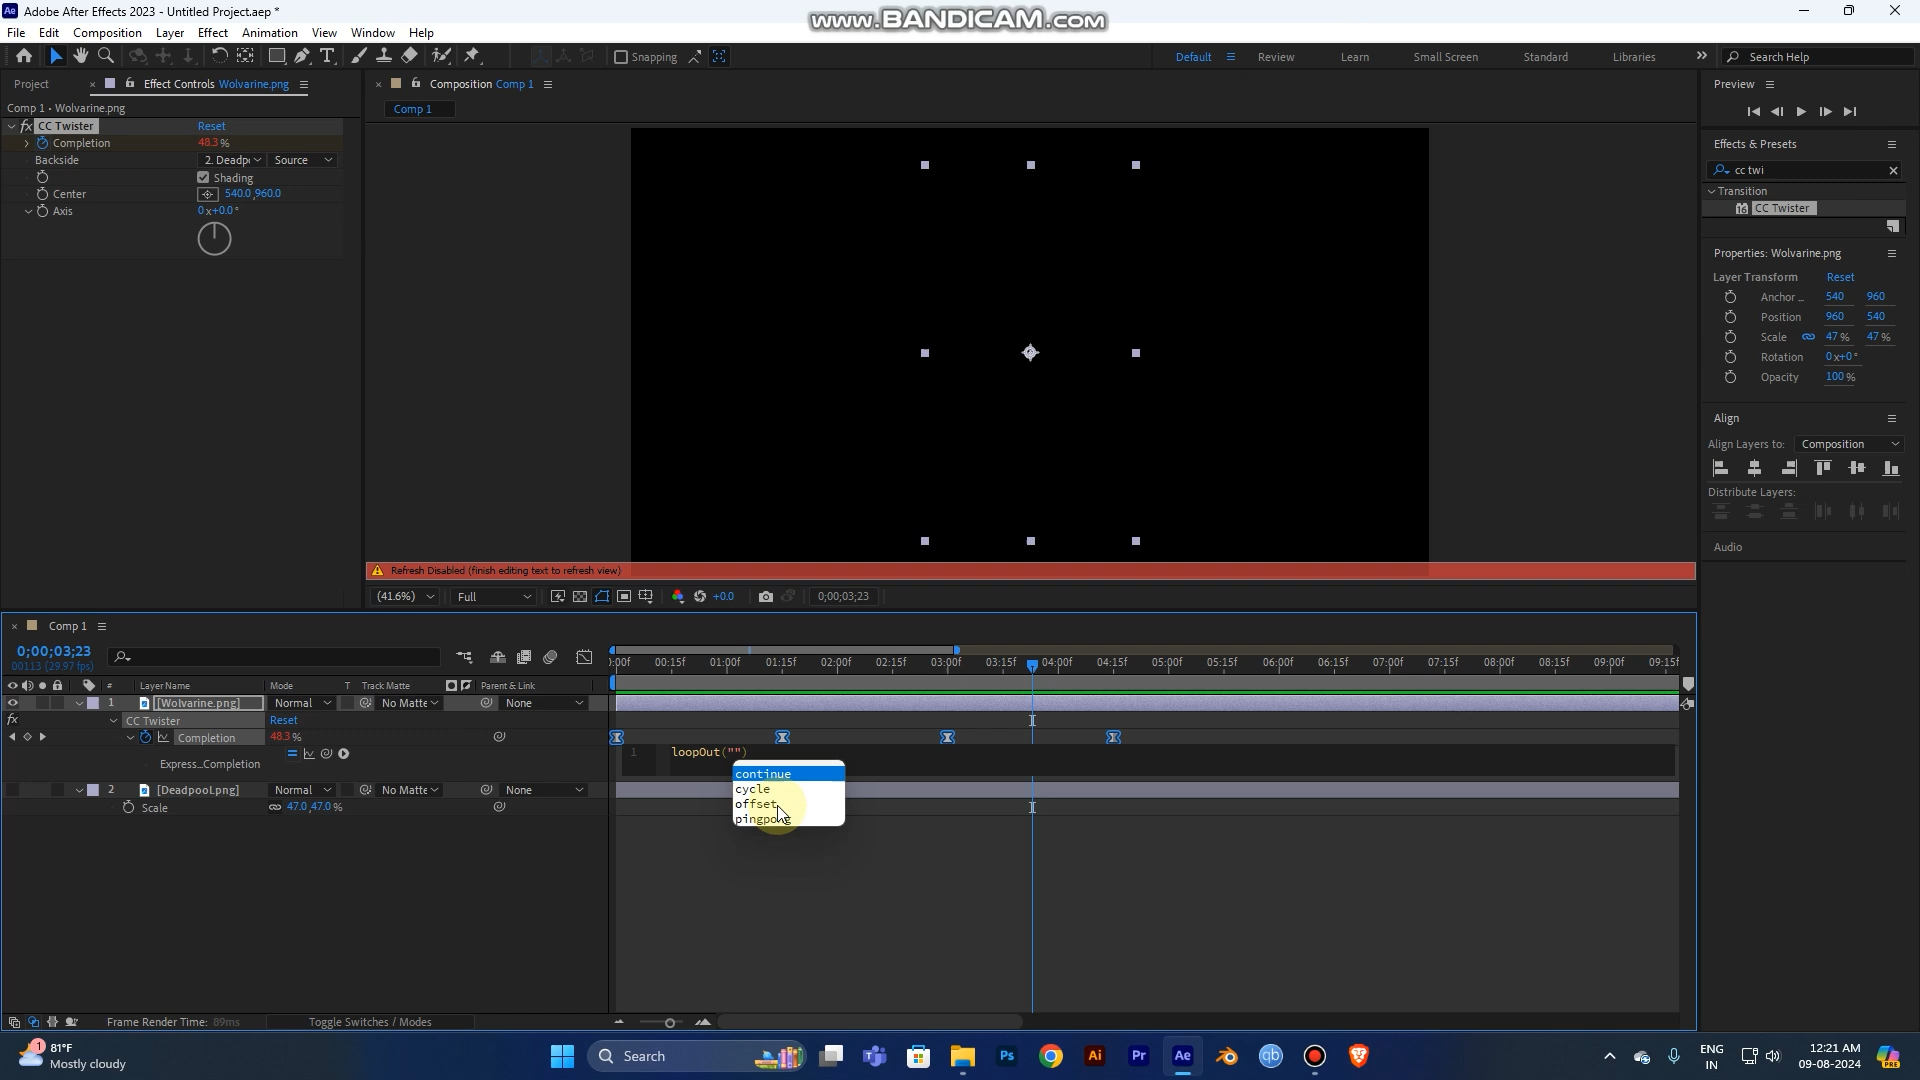 Adobe After Effects 2023 - Untitled Project.aep *
www.BANDICAM.com
File Edit Composition Layer Effect Animation View Window Help
Snapping
Default Review Learn Small Screen Standard Libraries Search Help
Project Effect Controls Wolvarine.png
Comp 1 • Wolvarine.png
fx CC Twister Reset
Completion 48.3 %
Backside 2. Deadp Source
Shading
Center 540.0,960.0
Axis 0x+0.0°
Composition Comp 1
Comp 1
Refresh Disabled (finish editing text to refresh view)
(41.6%) Full +0.0 0;00;03;23
Preview
Effects & Presets
cc twi
Transition
16 CC Twister
Properties: Wolvarine.png
Layer Transform Reset
Anchor ... 540 960
Position 960 540
Scale 47 % 47 %
Rotation 0x+0°
Opacity 100 %
Align
Align Layers to: Composition
Distribute Layers:
Audio
Comp 1
0;00;03;23
00113 (29.97 fps)
):00f 00:15f 01:00f 01:15f 02:00f 02:15f 03:00f 03:15f 04:00f 04:15f 05:00f 05:15f 06:00f 06:15f 07:00f 07:15f 08:00f 08:15f 09:00f 09:15f
# Layer Name Mode T Track Matte Parent & Link
1 [Wolvarine.png] Normal No Matte None
fx CC Twister Reset
Completion 48.3 %
1 loopOut("")
Express...Completion
continue
cycle
offset
pingpong
2 [Deadpool.png] Normal No Matte None
Scale 47.0,47.0 %
Frame Render Time: 89ms Toggle Switches / Modes
1 81°F
Mostly cloudy
Search
Ps Ai Pr Ae qb
ENG
IN
12:21 AM
09-08-2024
PRE